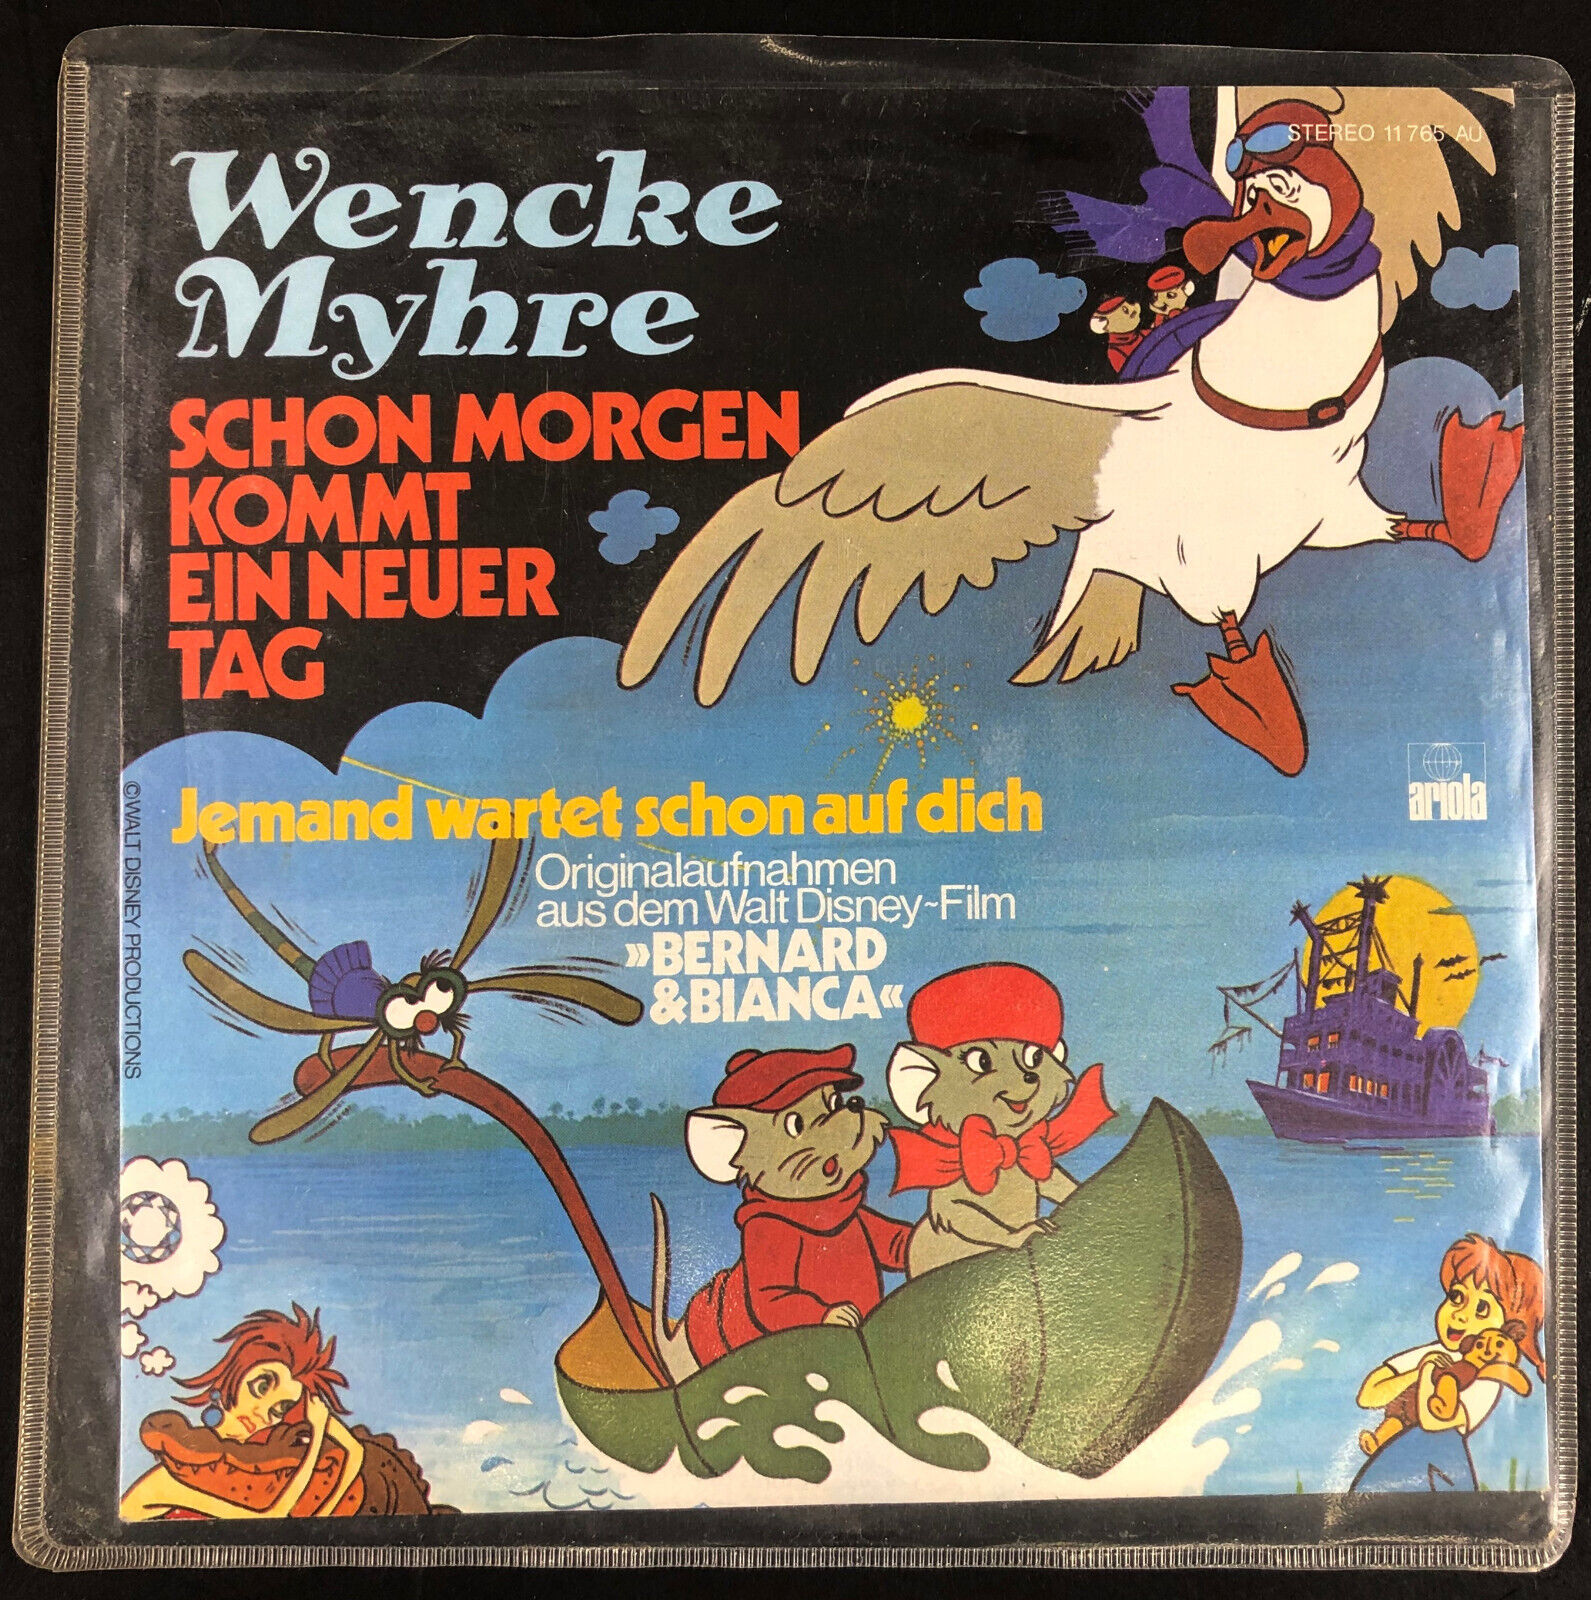 STEREO 11 765 AU
Wencke
Myhre
SCHON MORGEN
KOMMT
EIN NEUER
TAG
ariola
Jemand wartet schon auf dich
Originalaufnahmen
aus dem Walt Disney~Film
»BERNARD
&BIANCA«
©WALT DISNEY PRODUCTIONS